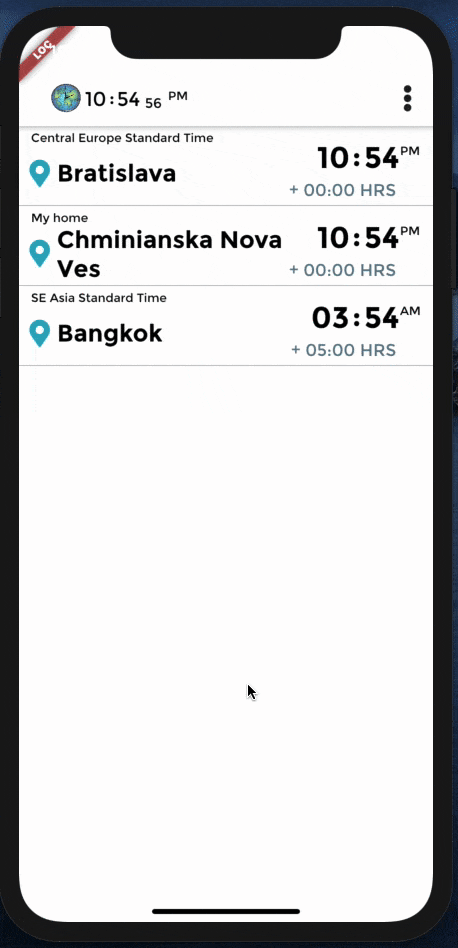 LOC
10:54 56 PM
Central Europe Standard Time
Bratislava
10:54 PM
+ 00:00 HRS
My home
Chminianska Nova
Ves
10:54 PM
+ 00:00 HRS
SE Asia Standard Time
Bangkok
03:54 AM
+ 05:00 HRS